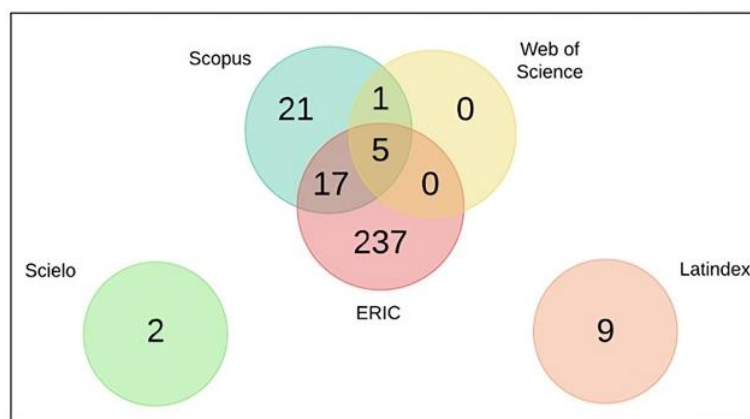 Scopus
Web of
Science
21
1
0
5
17
0
237
Scielo
Latindex
ERIC
2
9